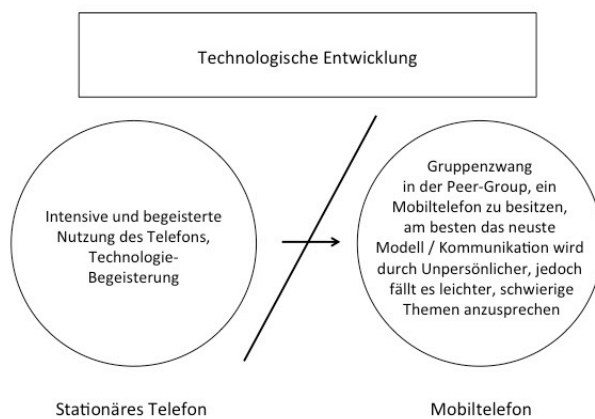 Technologische Entwicklung
Intensive und begeisterte
Nutzung des Telefons,
Technologie-
Begeisterung
Gruppenzwang
in der Peer-Group, ein
Mobiltelefon zu besitzen,
am besten das neuste
Modell / Kommunikation wird
durch Unpersönlicher, jedoch
fällt es leichter, schwierige
Themen anzusprechen
Stationäres Telefon
Mobiltelefon